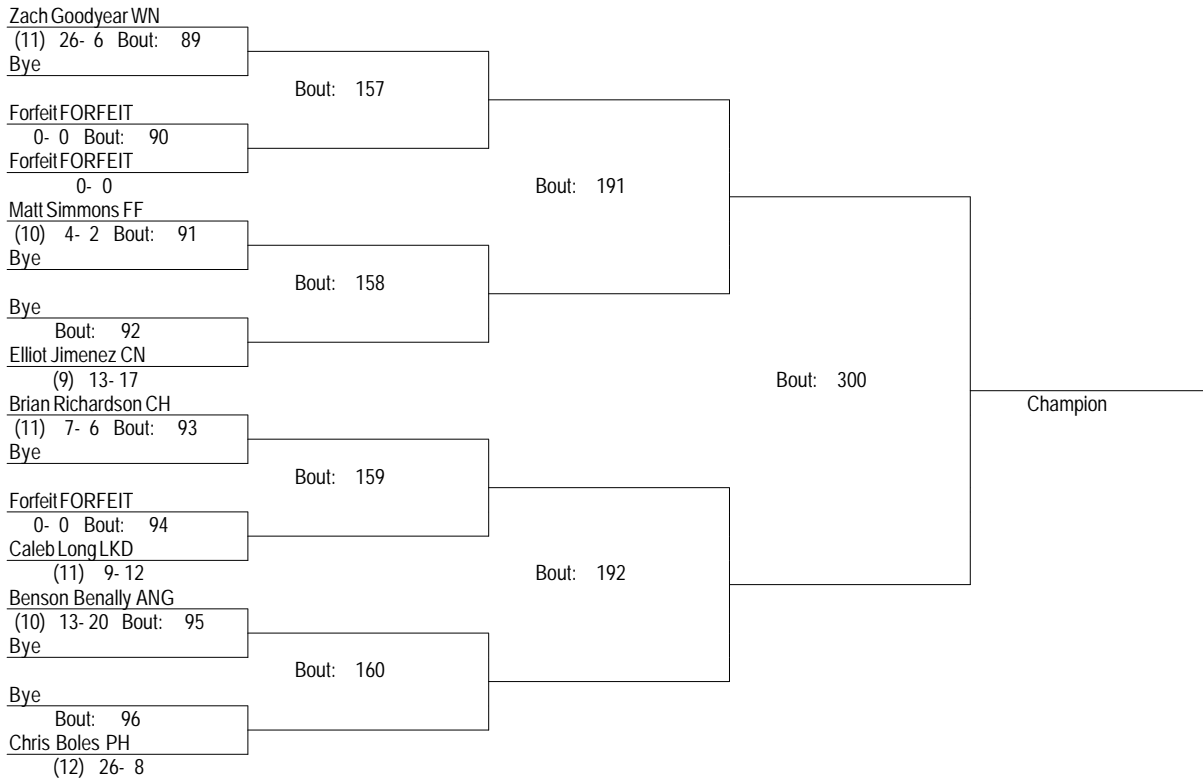 Zach Goodyear WN
(11) 26- 6 Bout: 89
Bye
Bout: 157
Forfeit FORFEIT
0- 0 Bout: 90
Forfeit FORFEIT
0- 0
Bout: 191
Matt Simmons FF
(10) 4- 2 Bout: 91
Bye
Bout: 158
Bye
Bout: 92
Elliot Jimenez CN
(9) 13- 17
Bout: 300
Champion
Brian Richardson CH
(11) 7- 6 Bout: 93
Bye
Bout: 159
Forfeit FORFEIT
0- 0 Bout: 94
Caleb Long LKD
(11) 9- 12
Bout: 192
Benson Benally ANG
(10) 13- 20 Bout: 95
Bye
Bout: 160
Bye
Bout: 96
Chris Boles PH
(12) 26- 8